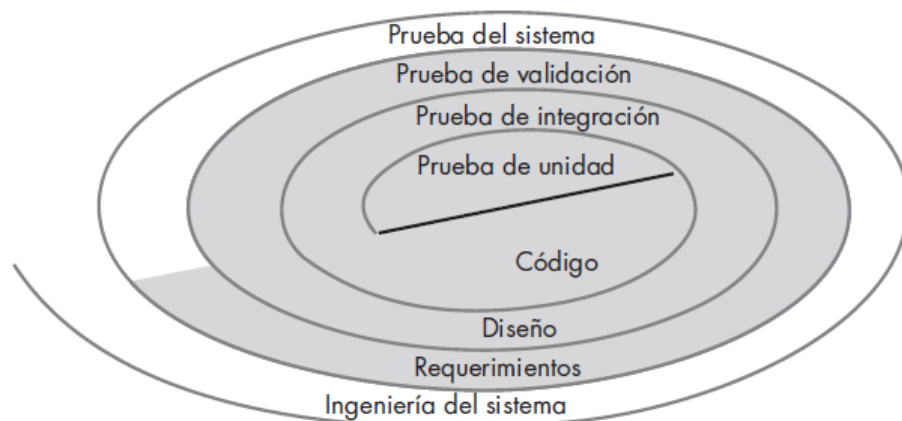 Prueba del sistema
Prueba de validación
Prueba de integración
Prueba de unidad
Código
Diseño
Requerimientos
Ingeniería del sistema